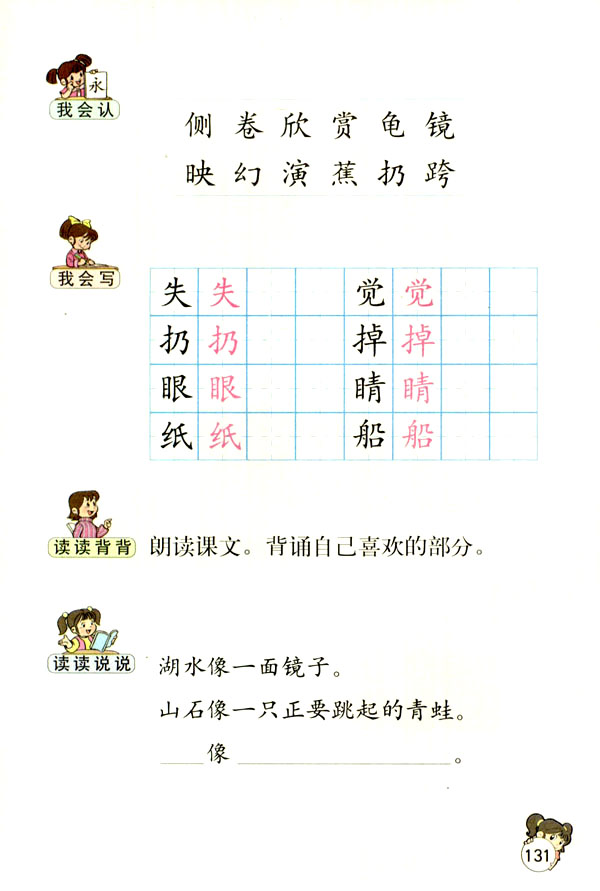 永
我会认
侧 卷 欣 赏 龟 镜
映 幻 演 蕉 扔 跨
我会写
失 失 觉 觉
扔 扔 掉 掉
眼 眼 睛 睛
纸 纸 船 船
读读背背
朗读课文。背诵自己喜欢的部分。
读读说说
湖水像一面镜子。
山石像一只正要跳起的青蛙。
___像_______________。
131